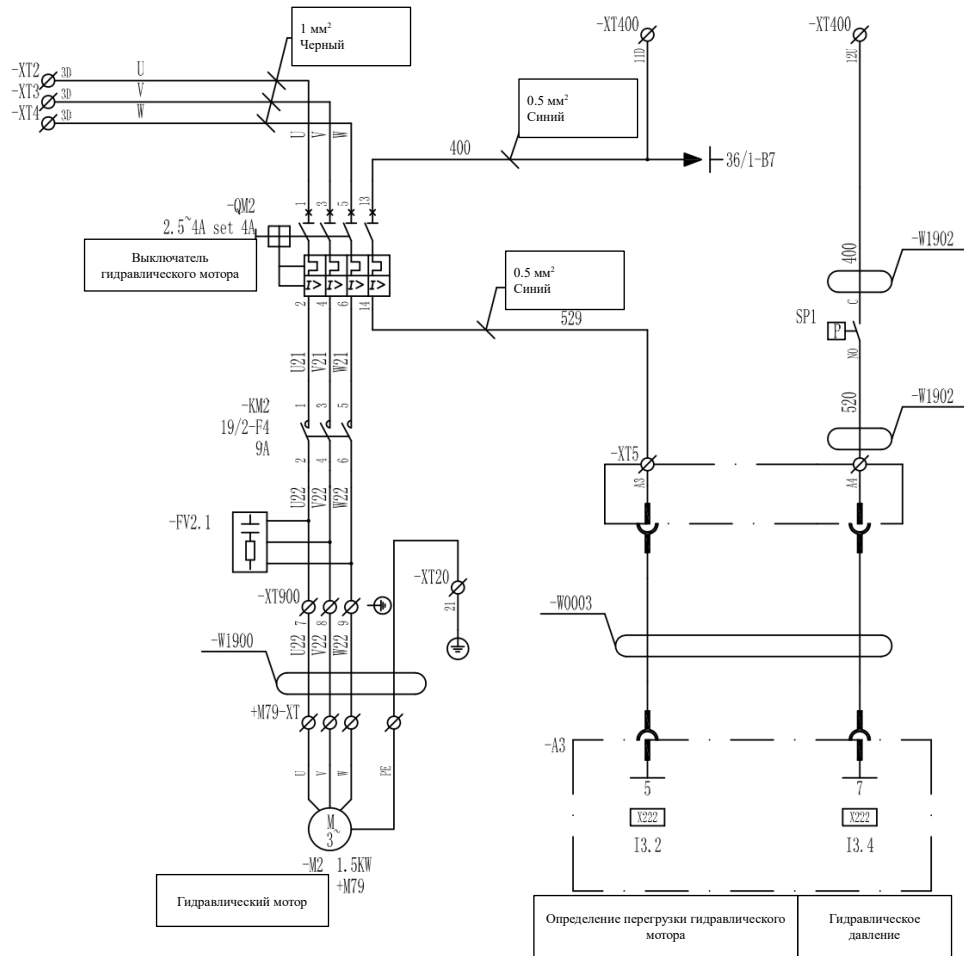 1 мм²
Черный
-XT400
-XT400
11D
12U
-XT2
3D
U
-XT3
3D
V
-XT4
3D
W
0.5 мм²
Синий
U
V
W
400
36/1-B7
1
3
5
13
-QM2
2.5~4A set 4A
Выключатель
гидравлического мотора
-W1902
400
I>
I>
I>
I>
0.5 мм²
Синий
2
4
6
14
529
C
SP1
P
NO
U21
V21
W21
-KM2
19/2-F4
9A
1
3
5
520
-W1902
2
4
6
-XT5
A3
A4
U22
V22
W22
-FV2.1
-XT20
21
-XT900
7
8
9
-W0003
U22
V22
W22
-W1900
+M79-XT
-A3
U
V
W
PE
5
7
X222
X222
M
3~
I3.2
I3.4
-M2 1.5KW
+M79
Гидравлический мотор
Определение перегрузки гидравлического
мотора
Гидравлическое
давление